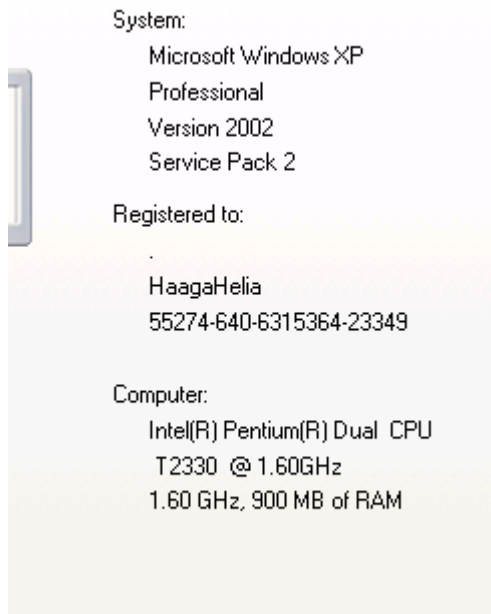 System:
Microsoft Windows XP
Professional
Version 2002
Service Pack 2
Registered to:
.
HaagaHelia
55274-640-6315364-23349
Computer:
Intel(R) Pentium(R) Dual  CPU
T2330  @ 1.60GHz
1.60 GHz, 900 MB of RAM